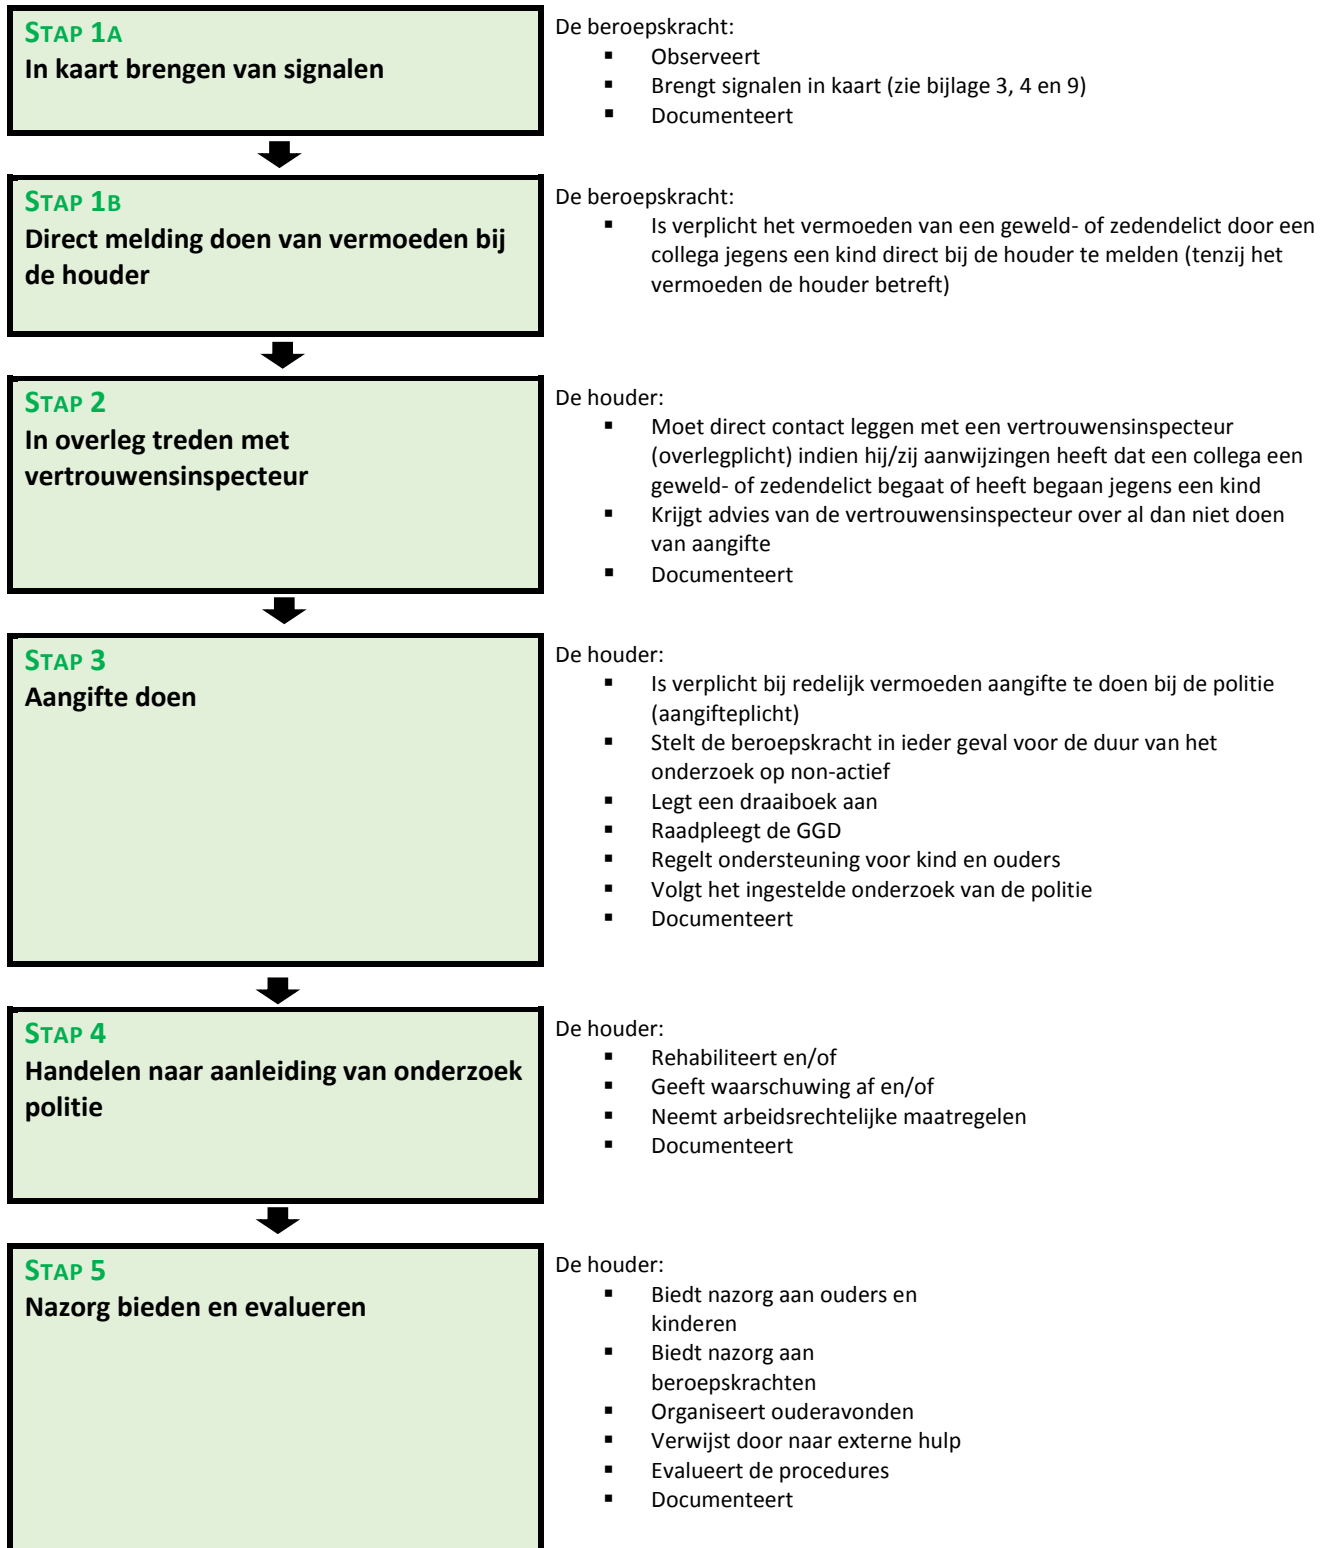 STAP 1A
In kaart brengen van signalen
De beroepskracht:
▪ Observeert
▪ Brengt signalen in kaart (zie bijlage 3, 4 en 9)
▪ Documenteert
STAP 1B
Direct melding doen van vermoeden bij
de houder
De beroepskracht:
▪ Is verplicht het vermoeden van een geweld- of zedendelict door een
collega jegens een kind direct bij de houder te melden (tenzij het
vermoeden de houder betreft)
STAP 2
In overleg treden met
vertrouwensinspecteur
De houder:
▪ Moet direct contact leggen met een vertrouwensinspecteur
(overlegplicht) indien hij/zij aanwijzingen heeft dat een collega een
geweld- of zedendelict begaat of heeft begaan jegens een kind
▪ Krijgt advies van de vertrouwensinspecteur over al dan niet doen
van aangifte
▪ Documenteert
STAP 3
Aangifte doen
De houder:
▪ Is verplicht bij redelijk vermoeden aangifte te doen bij de politie
(aangifteplicht)
▪ Stelt de beroepskracht in ieder geval voor de duur van het
onderzoek op non-actief
▪ Legt een draaiboek aan
▪ Raadpleegt de GGD
▪ Regelt ondersteuning voor kind en ouders
▪ Volgt het ingestelde onderzoek van de politie
▪ Documenteert
STAP 4
Handelen naar aanleiding van onderzoek
politie
De houder:
▪ Rehabiliteert en/of
▪ Geeft waarschuwing af en/of
▪ Neemt arbeidsrechtelijke maatregelen
▪ Documenteert
STAP 5
Nazorg bieden en evalueren
De houder:
▪ Biedt nazorg aan ouders en
kinderen
▪ Biedt nazorg aan
beroepskrachten
▪ Organiseert ouderavonden
▪ Verwijst door naar externe hulp
▪ Evalueert de procedures
▪ Documenteert